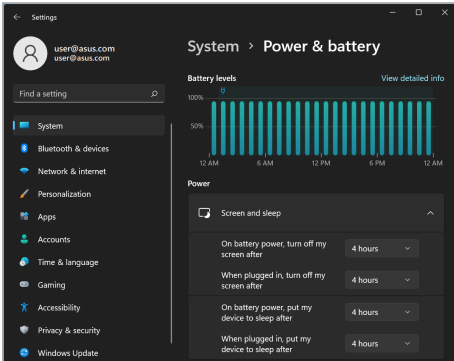 Settings
user@asus.com
user@asus.com
Find a setting
System
Bluetooth & devices
Network & internet
Personalization
Apps
Accounts
Time & language
Gaming
Accessibility
Privacy & security
Windows Update
System > Power & battery
Battery levels
View detailed info
100%
50%
12 AM 6 AM 12 PM 6 PM 12 AM
Power
Screen and sleep
On battery power, turn off my
screen after
4 hours
When plugged in, turn off my
screen after
4 hours
On battery power, put my
device to sleep after
4 hours
When plugged in, put my
device to sleep after
4 hours